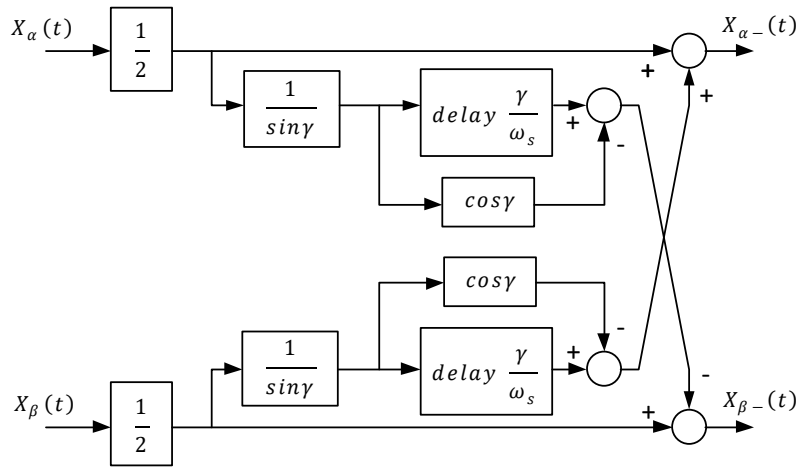 X_α(t)
1/2
X_α−(t)
+
+
1/sinγ
delay γ/ω_s
+
-
cosγ
cosγ
-
1/sinγ
delay γ/ω_s
+
-
X_β(t)
1/2
+
X_β−(t)